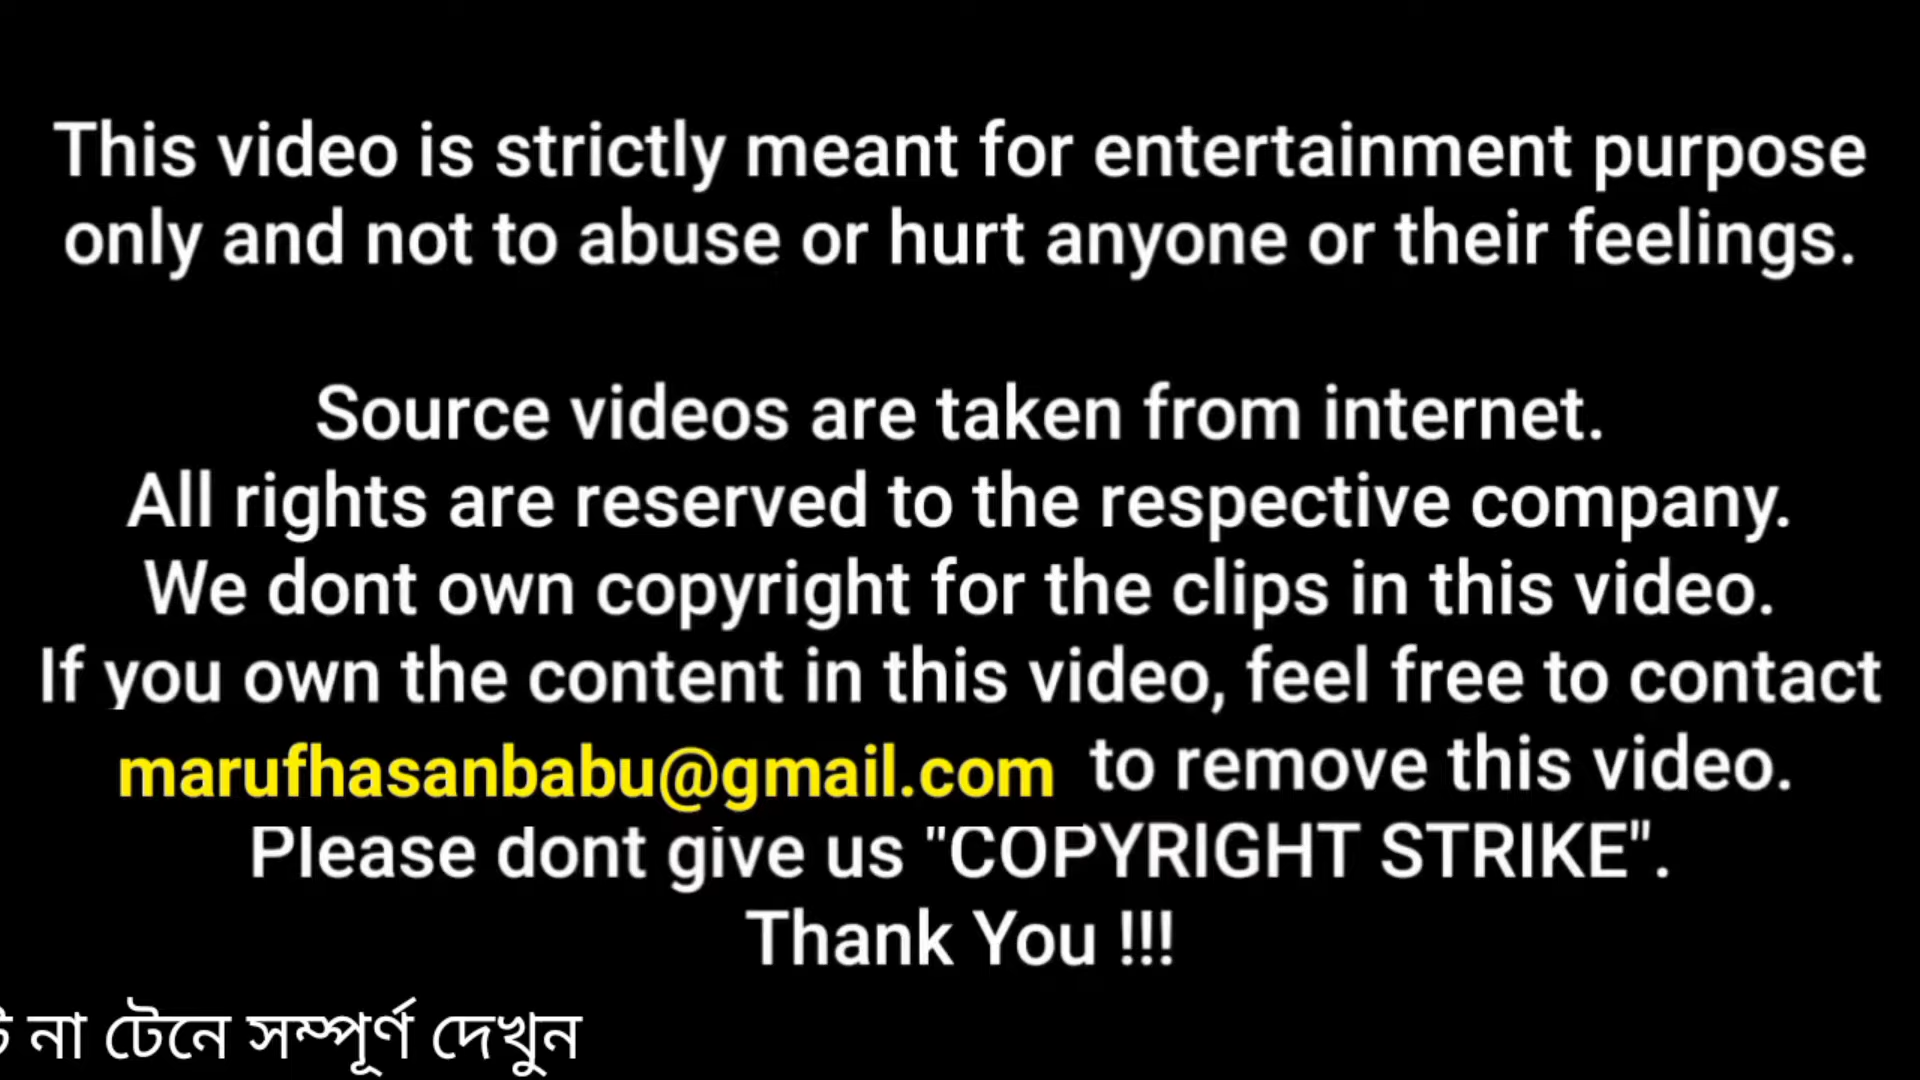 This video is strictly meant for entertainment purpose
only and not to abuse or hurt anyone or their feelings.
Source videos are taken from internet.
All rights are reserved to the respective company.
We dont own copyright for the clips in this video.
If you own the content in this video, feel free to contact
marufhasanbabu@gmail.com to remove this video.
Please dont give us "COPYRIGHT STRIKE".
Thank You !!!
না টেনে সম্পূর্ণ দেখুন